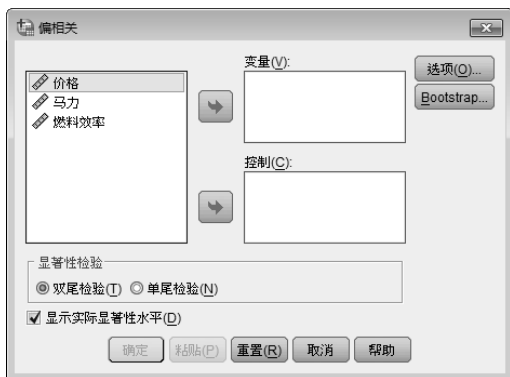 偏相关
变量(V):
价格
马力
燃料效率
选项(O)...
Bootstrap...
控制(C):
显著性检验
双尾检验(T) 单尾检验(N)
显示实际显著性水平(D)
确定 粘贴(P) 重置(R) 取消 帮助